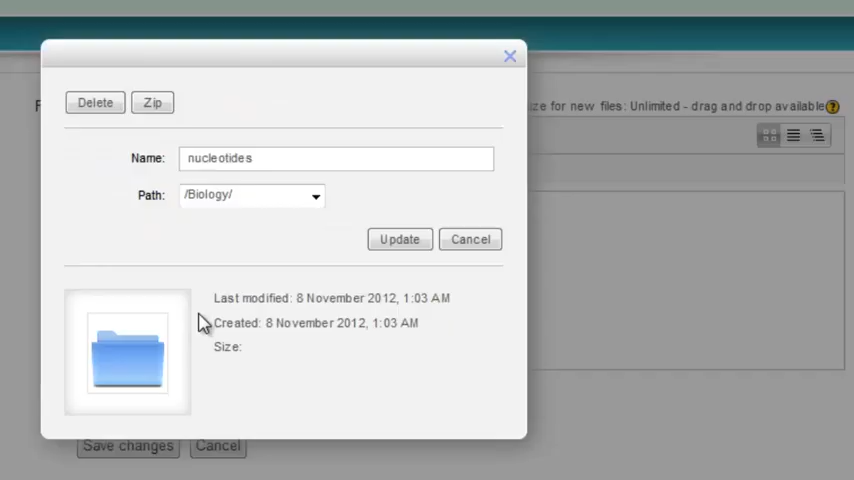 ize for new files: Unlimited - drag and drop available
Delete Zip
Name: nucleotides
Path: /Biology/
Update Cancel
Last modified: 8 November 2012, 1:03 AM
Created: 8 November 2012, 1:03 AM
Size:
Save changes Cancel